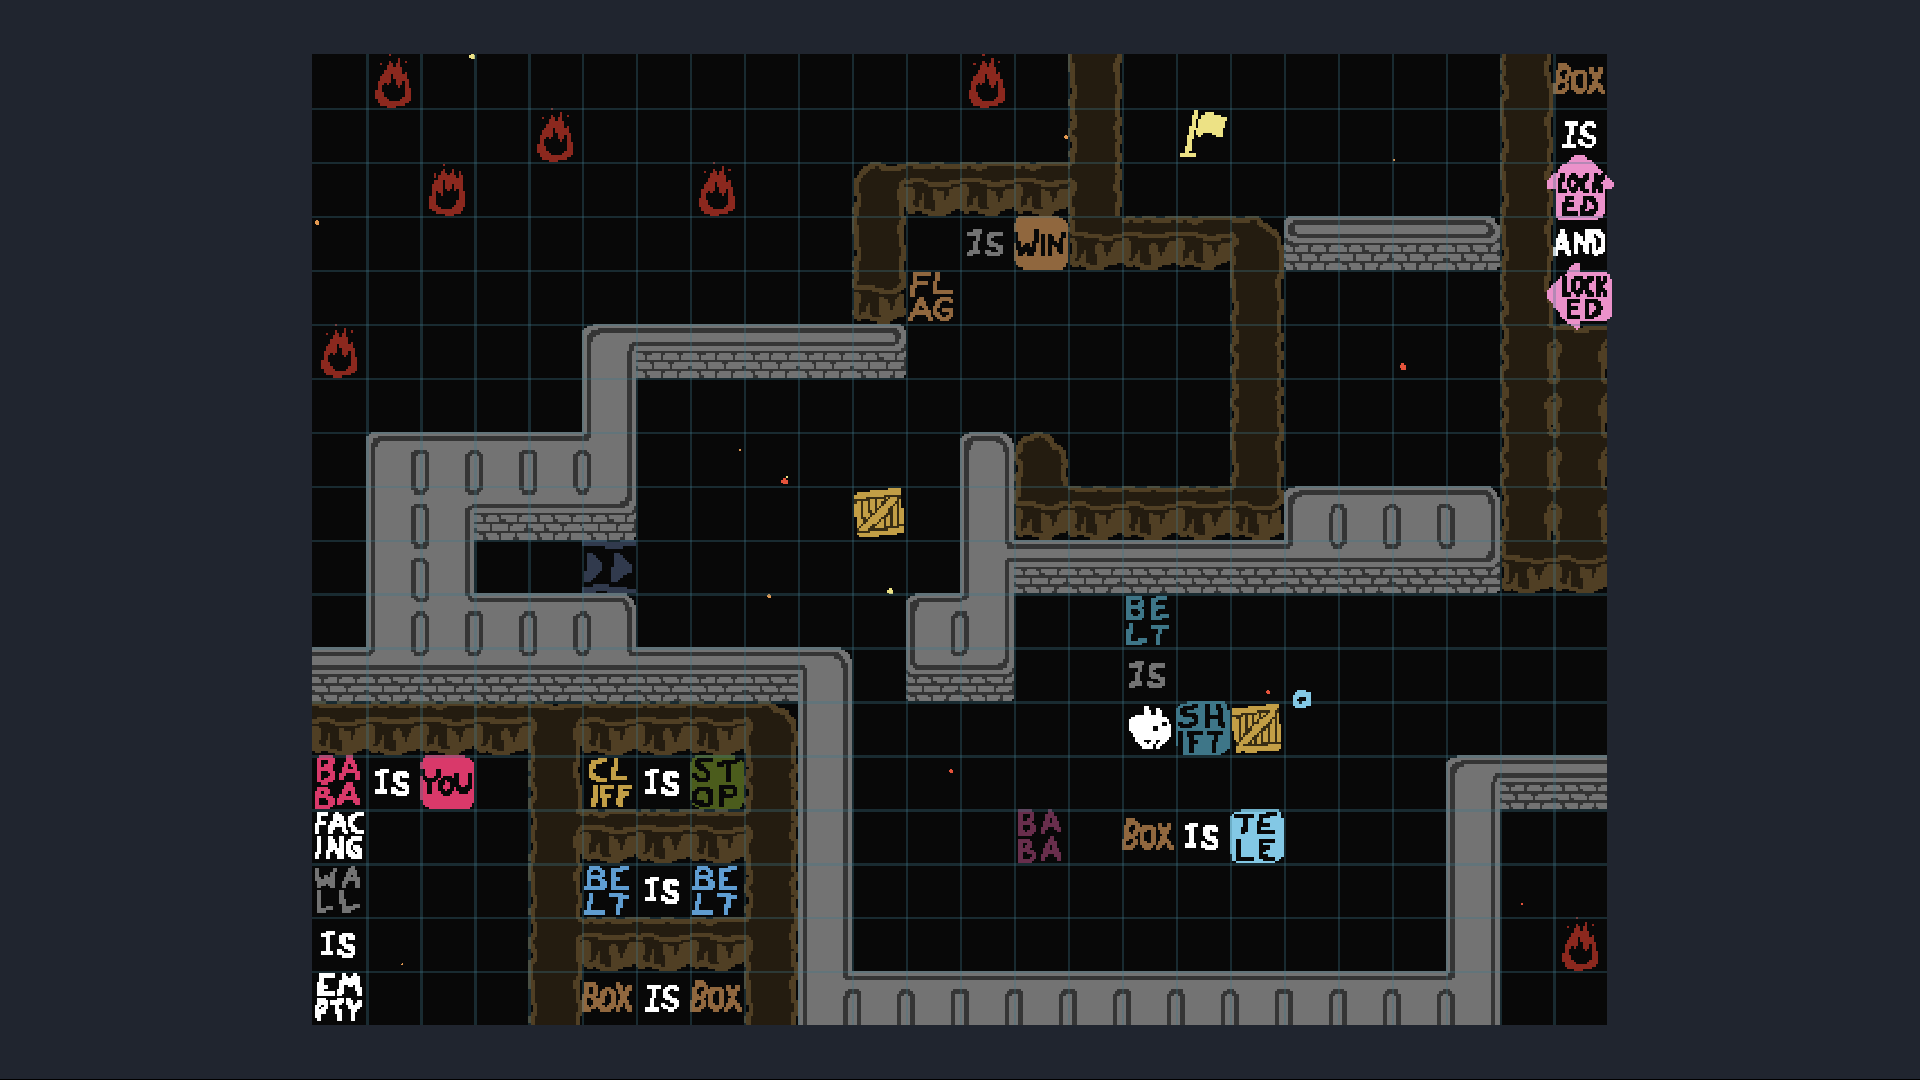 BOX
IS
LOCKED
IS WIN AND
FLAG LOCKED
BELT
IS
SHIFT
BABA IS YOU CLIFF IS STOP
FACING BABA BOX IS TELE
WALL BELT IS BELT
IS
EMPTY BOX IS BOX